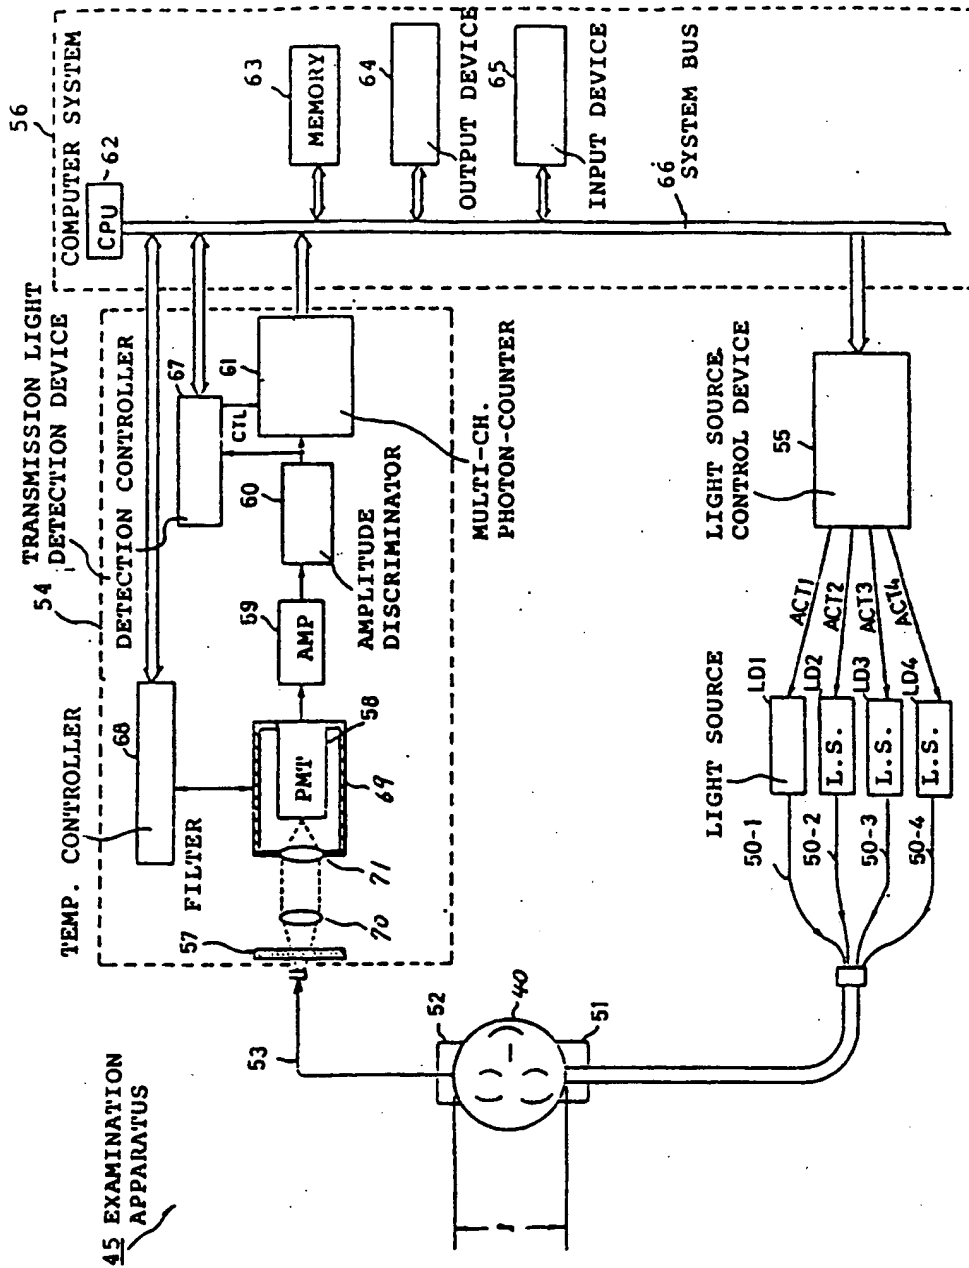 45 EXAMINATION
APPARATUS
TEMP. CONTROLLER
68
54
TRANSMISSION LIGHT
DETECTION DEVICE
DETECTION CONTROLLER
67
CTL
61
MULTI-CH.
PHOTON-COUNTER
60
AMPLITUDE
DISCRIMINATOR
59
AMP
58
PMT
69
71
70
FILTER
57
53
52
40
51
56
COMPUTER SYSTEM
62
CPU
63
MEMORY
64
OUTPUT DEVICE
65
INPUT DEVICE
66
SYSTEM BUS
LIGHT SOURCE
CONTROL DEVICE
55
ACT1
ACT2
ACT3
ACT4
LIGHT SOURCE
LD1
LD2
L.S.
LD3
L.S.
LD4
L.S.
50-1
50-2
50-3
50-4